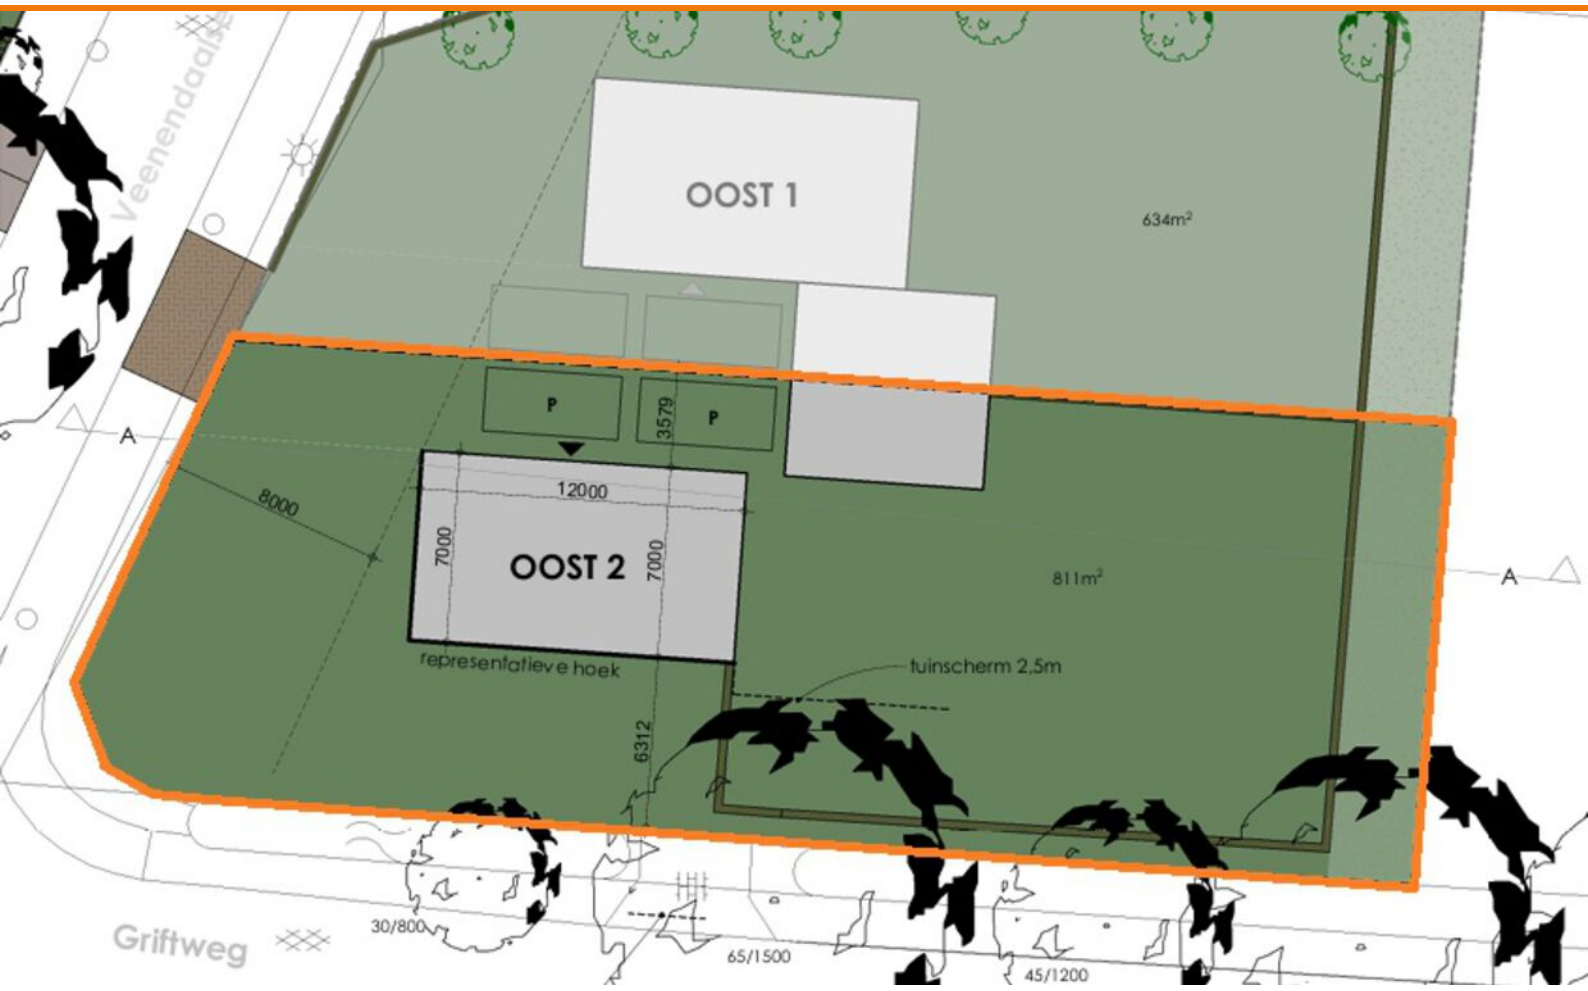 Veenendaals
OOST 1
634m²
P
P
3579
A
8000
12000
7000
OOST 2
7000
811m²
A
representatieve hoek
tuinscherm 2,5m
6312
Griftweg
30/800
65/1500
45/1200